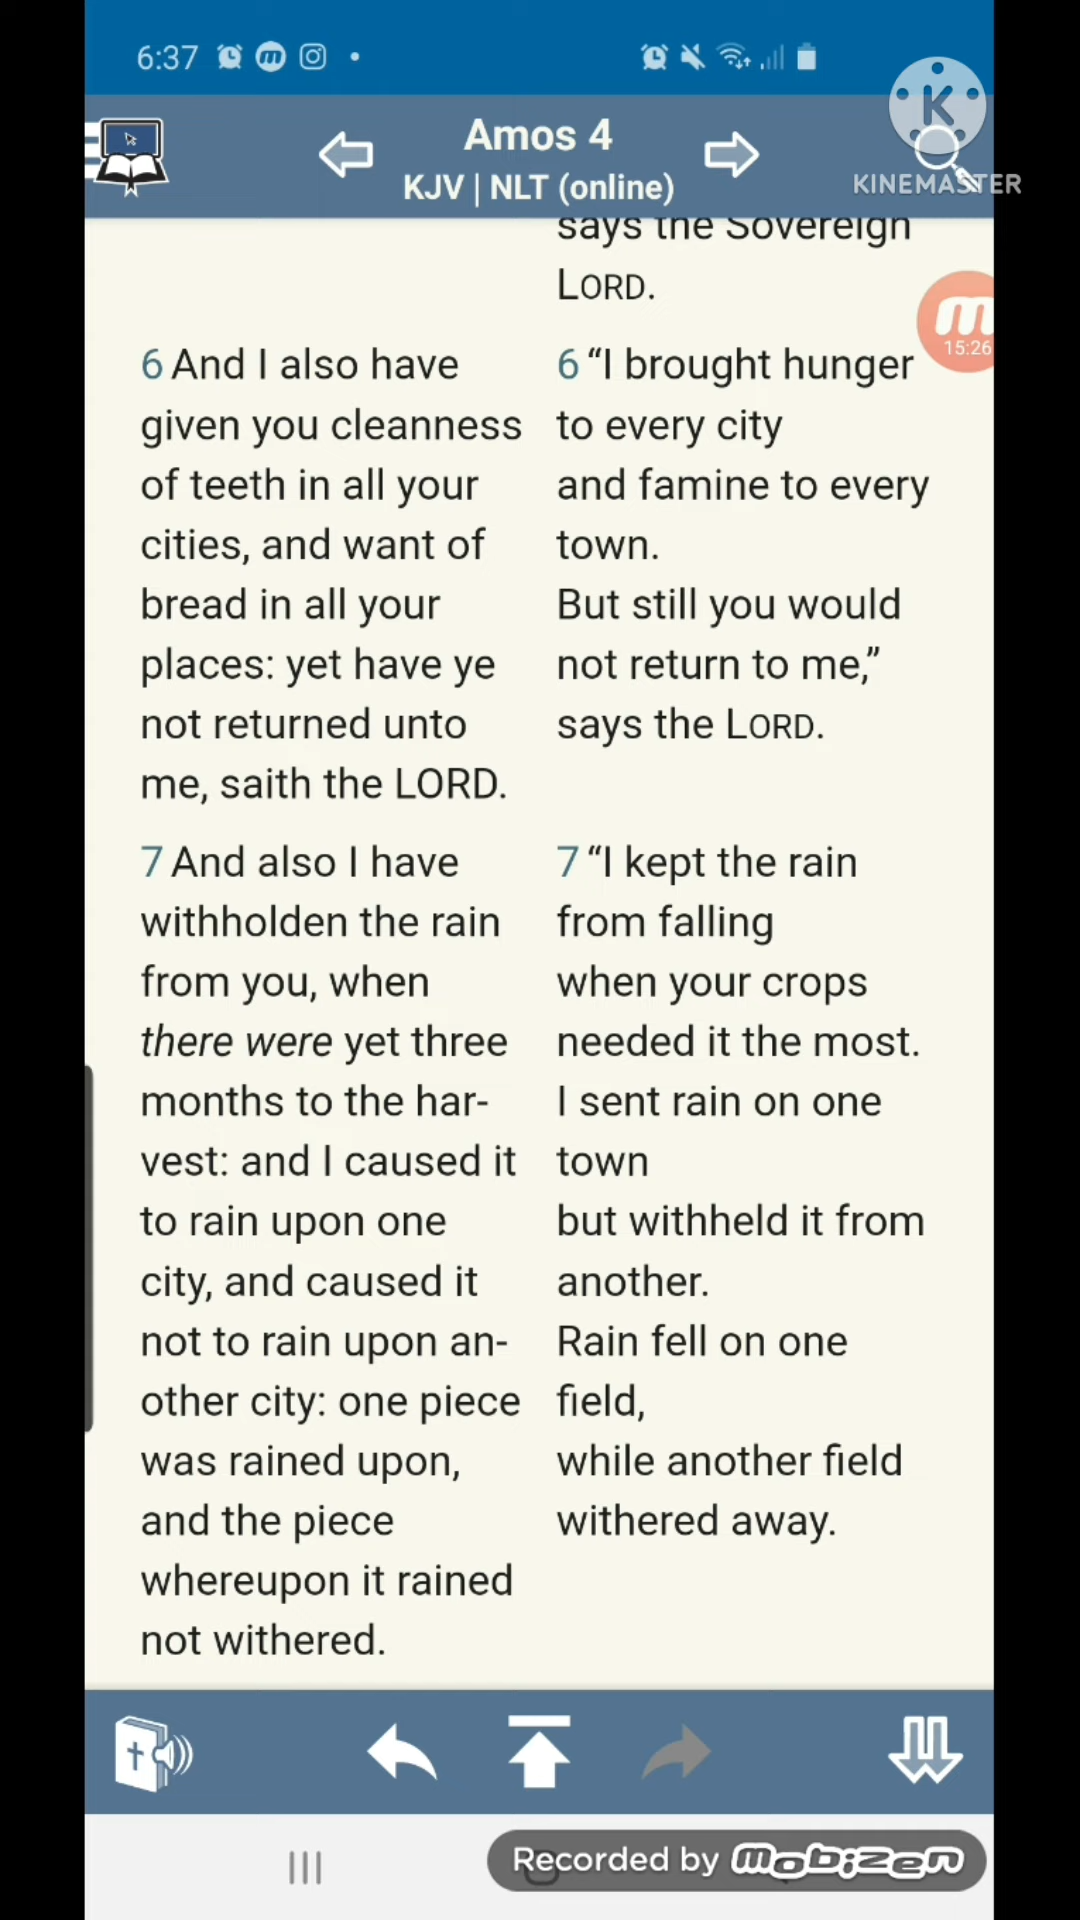 6:37
Amos 4
KJV | NLT (online)
KINEMASTER
says the Sovereign
LORD.
15:26
6 And I also have
given you cleanness
of teeth in all your
cities, and want of
bread in all your
places: yet have ye
not returned unto
me, saith the LORD.
7 And also I have
withholden the rain
from you, when
there were yet three
months to the har-
vest: and I caused it
to rain upon one
city, and caused it
not to rain upon an-
other city: one piece
was rained upon,
and the piece
whereupon it rained
not withered.
6 “I brought hunger
to every city
and famine to every
town.
But still you would
not return to me,”
says the LORD.
7 “I kept the rain
from falling
when your crops
needed it the most.
I sent rain on one
town
but withheld it from
another.
Rain fell on one
field,
while another field
withered away.
Recorded by mobizen